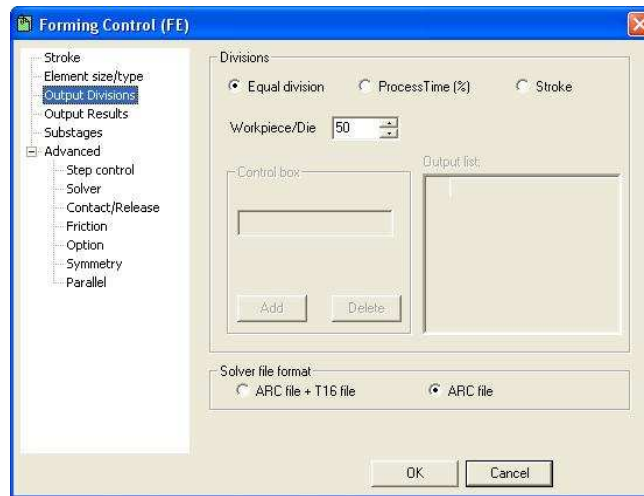 Forming Control (FE)
Stroke
Element size/type
Output Divisions
Output Results
Substages
Advanced
Step control
Solver
Contact/Release
Friction
Option
Symmetry
Parallel
Divisions
Equal division
ProcessTime (%)
Stroke
Workpiece/Die 50
Control box
Output list:
Add
Delete
Solver file format
ARC file + T16 file
ARC file
OK
Cancel